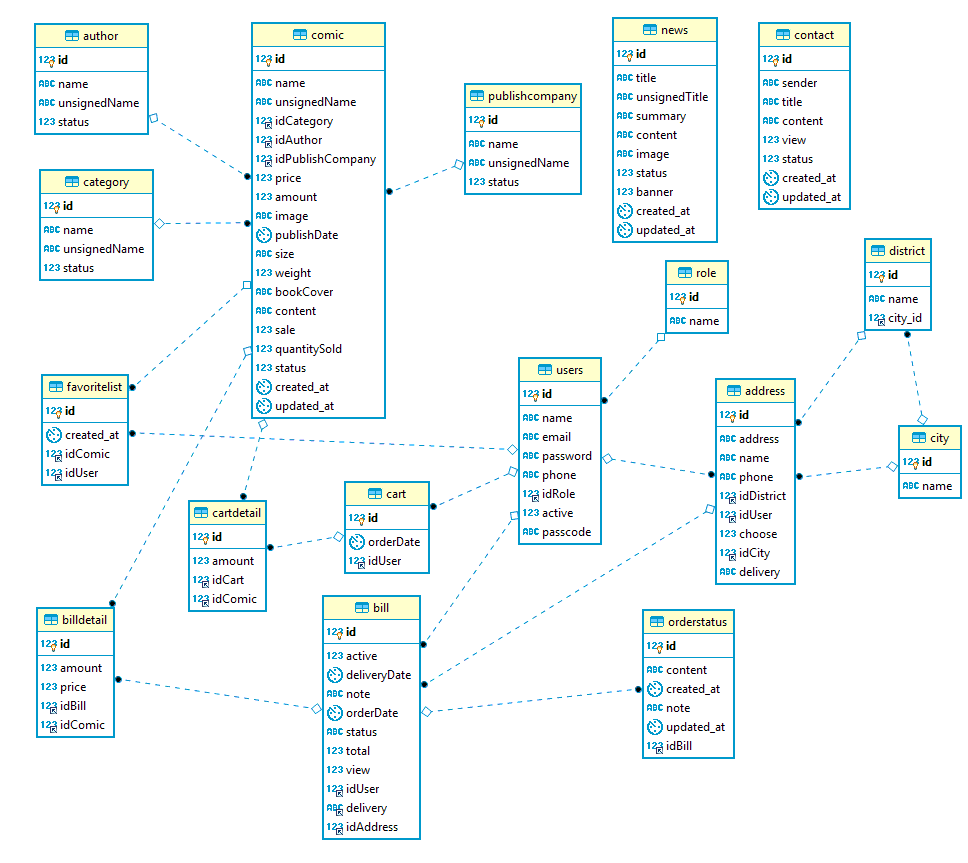 author
123 id
ABC name
ABC unsignedName
123 status
comic
123 id
ABC name
ABC unsignedName
123 idCategory
123 idAuthor
123 idPublishCompany
123 price
123 amount
ABC image
publishDate
ABC size
123 weight
ABC bookCover
ABC content
123 sale
123 quantitySold
123 status
created_at
updated_at
publishcompany
123 id
ABC name
ABC unsignedName
123 status
news
123 id
ABC title
ABC unsignedTitle
ABC summary
ABC content
ABC image
123 status
123 banner
created_at
updated_at
contact
123 id
ABC sender
ABC title
ABC content
123 view
123 status
created_at
updated_at
category
123 id
ABC name
ABC unsignedName
123 status
role
123 id
ABC name
district
123 id
ABC name
123 city_id
favoritelist
123 id
created_at
123 idComic
123 idUser
users
123 id
ABC name
ABC email
ABC password
ABC phone
123 idRole
123 active
ABC passcode
address
123 id
ABC address
ABC name
ABC phone
123 idDistrict
123 idUser
123 choose
123 idCity
ABC delivery
city
123 id
ABC name
cartdetail
123 id
123 amount
123 idCart
123 idComic
cart
123 id
orderDate
123 idUser
billdetail
123 id
123 amount
123 price
123 idBill
123 idComic
bill
123 id
123 active
deliveryDate
ABC note
orderDate
ABC status
123 total
123 view
123 idUser
ABC delivery
123 idAddress
orderstatus
123 id
ABC content
created_at
ABC note
updated_at
123 idBill